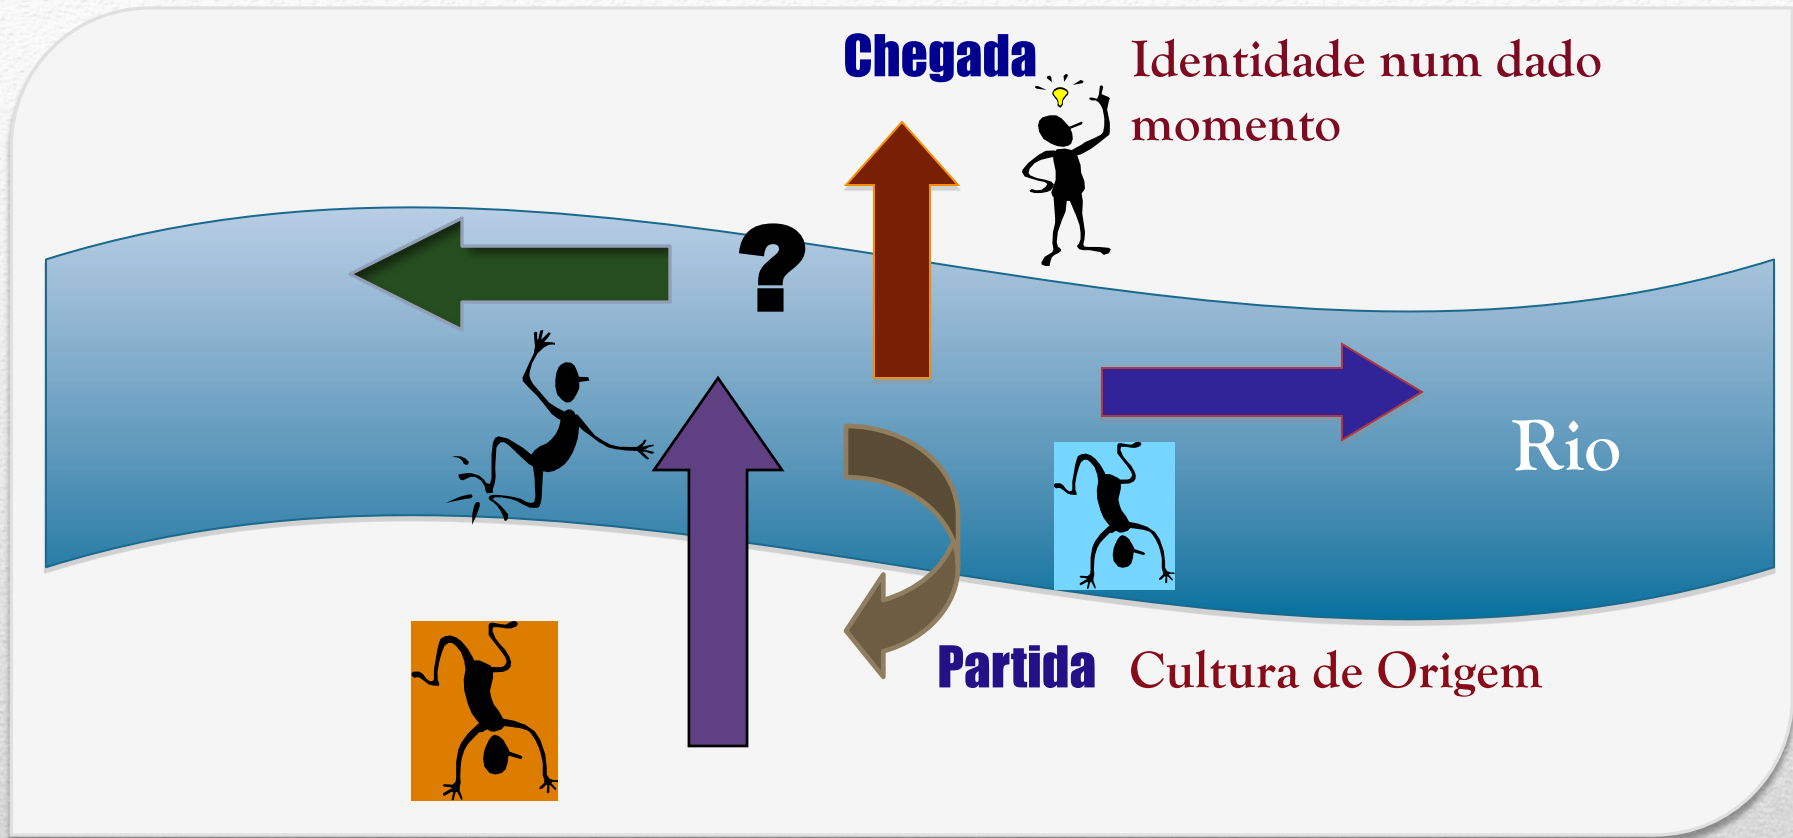 Chegada
Identidade num dado
momento
?
Rio
Partida
Cultura de Origem